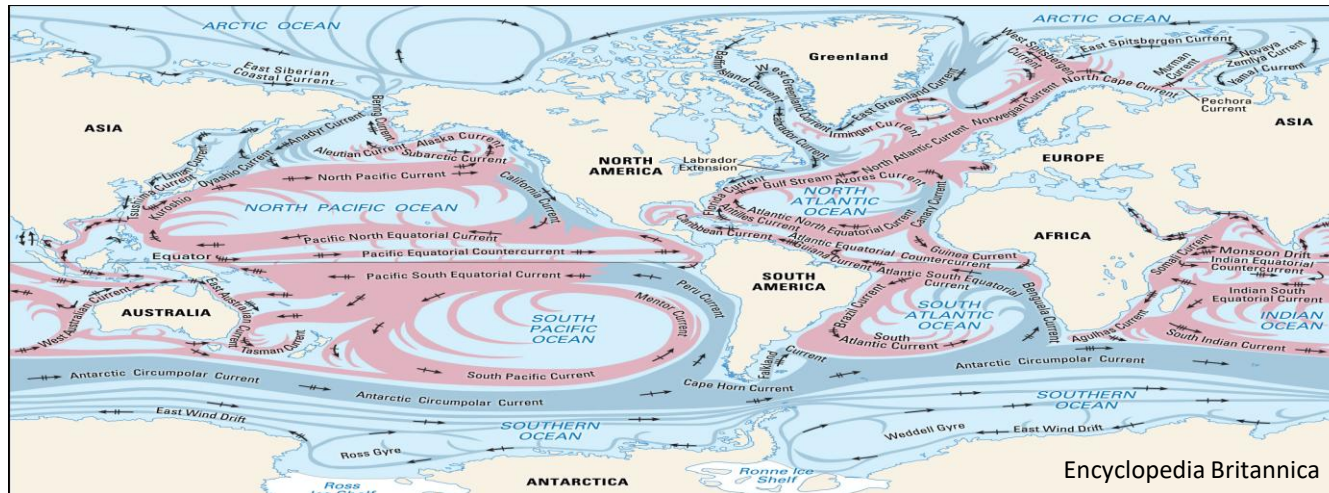 ARCTIC OCEAN
ARCTIC OCEAN
East Siberian
Coastal Current
Bering Current
Anadyr Current
ASIA
Liman Current
Oyashio Current
Aleutian Current
Alaska Current
Subarctic Current
North Pacific Current
Kuroshio
NORTH PACIFIC OCEAN
California Current
Pacific North Equatorial Current
Equator
Pacific Equatorial Countercurrent
Pacific South Equatorial Current
AUSTRALIA
West Australian Current
East Australian
Current
Tasman Current
SOUTH
PACIFIC
OCEAN
Mentor Current
Peru Current
South Pacific Current
Antarctic Circumpolar Current
Antarctic Circumpolar Current
East Wind Drift
SOUTHERN
OCEAN
Ross Gyre
Ross
ANTARCTICA
Baffin
Island Current
West Greenland Current
Greenland
East Greenland Current
Irminger Current
Labrador Current
Labrador
Extension
NORTH
AMERICA
West Spitsbergen
Current
East Spitsbergen Current
Murman
Current
Novaya
Zemlya Current
Yamal Current
North Cape Current
Pechora
Current
Norwegian Current
North Atlantic Current
ASIA
EUROPE
Gulf Stream
Azores Current
Florida Current
NORTH
ATLANTIC
OCEAN
Canary Current
Antilles Current
Atlantic North
Equatorial Current
Caribbean Current
Atlantic Equatorial
Countercurrent
Guiana Current
Guinea Current
AFRICA
Somali Current
Monsoon Drift
Indian Equatorial
Countercurrent
SOUTH
AMERICA
Atlantic South Equatorial
Current
Brazil Current
SOUTH
ATLANTIC
OCEAN
Benguela Current
Indian South
Equatorial Current
INDIAN
OCEAN
Agulhas Current
South Indian Current
South
Atlantic Current
Falkland Current
Cape Horn Current
Antarctic Circumpolar Current
SOUTHERN
OCEAN
Weddell Gyre
East Wind Drift
Ronne Ice
Shelf
Encyclopedia Britannica